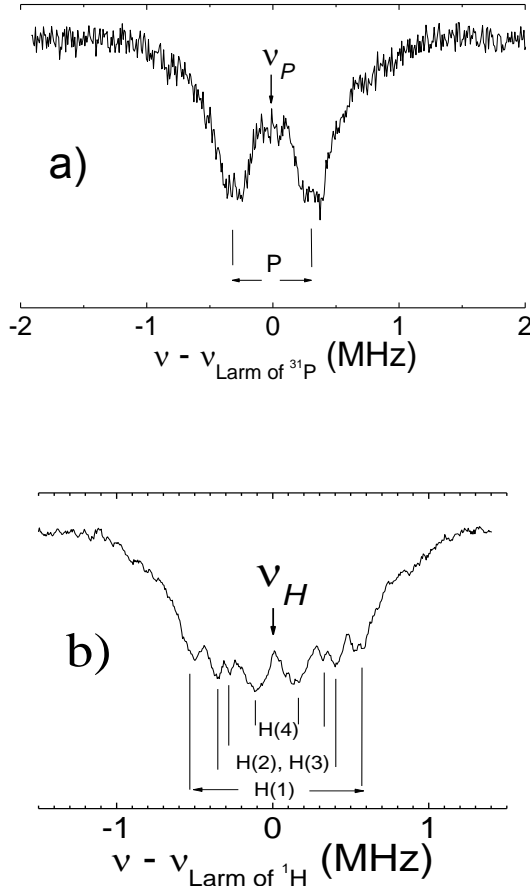 ν_P
a)
P
-2 -1 0 1 2
ν - ν_Larm of ³¹P (MHz)
ν_H
b)
H(4)
H(2), H(3)
H(1)
-1 0 1
ν - ν_Larm of ¹H (MHz)